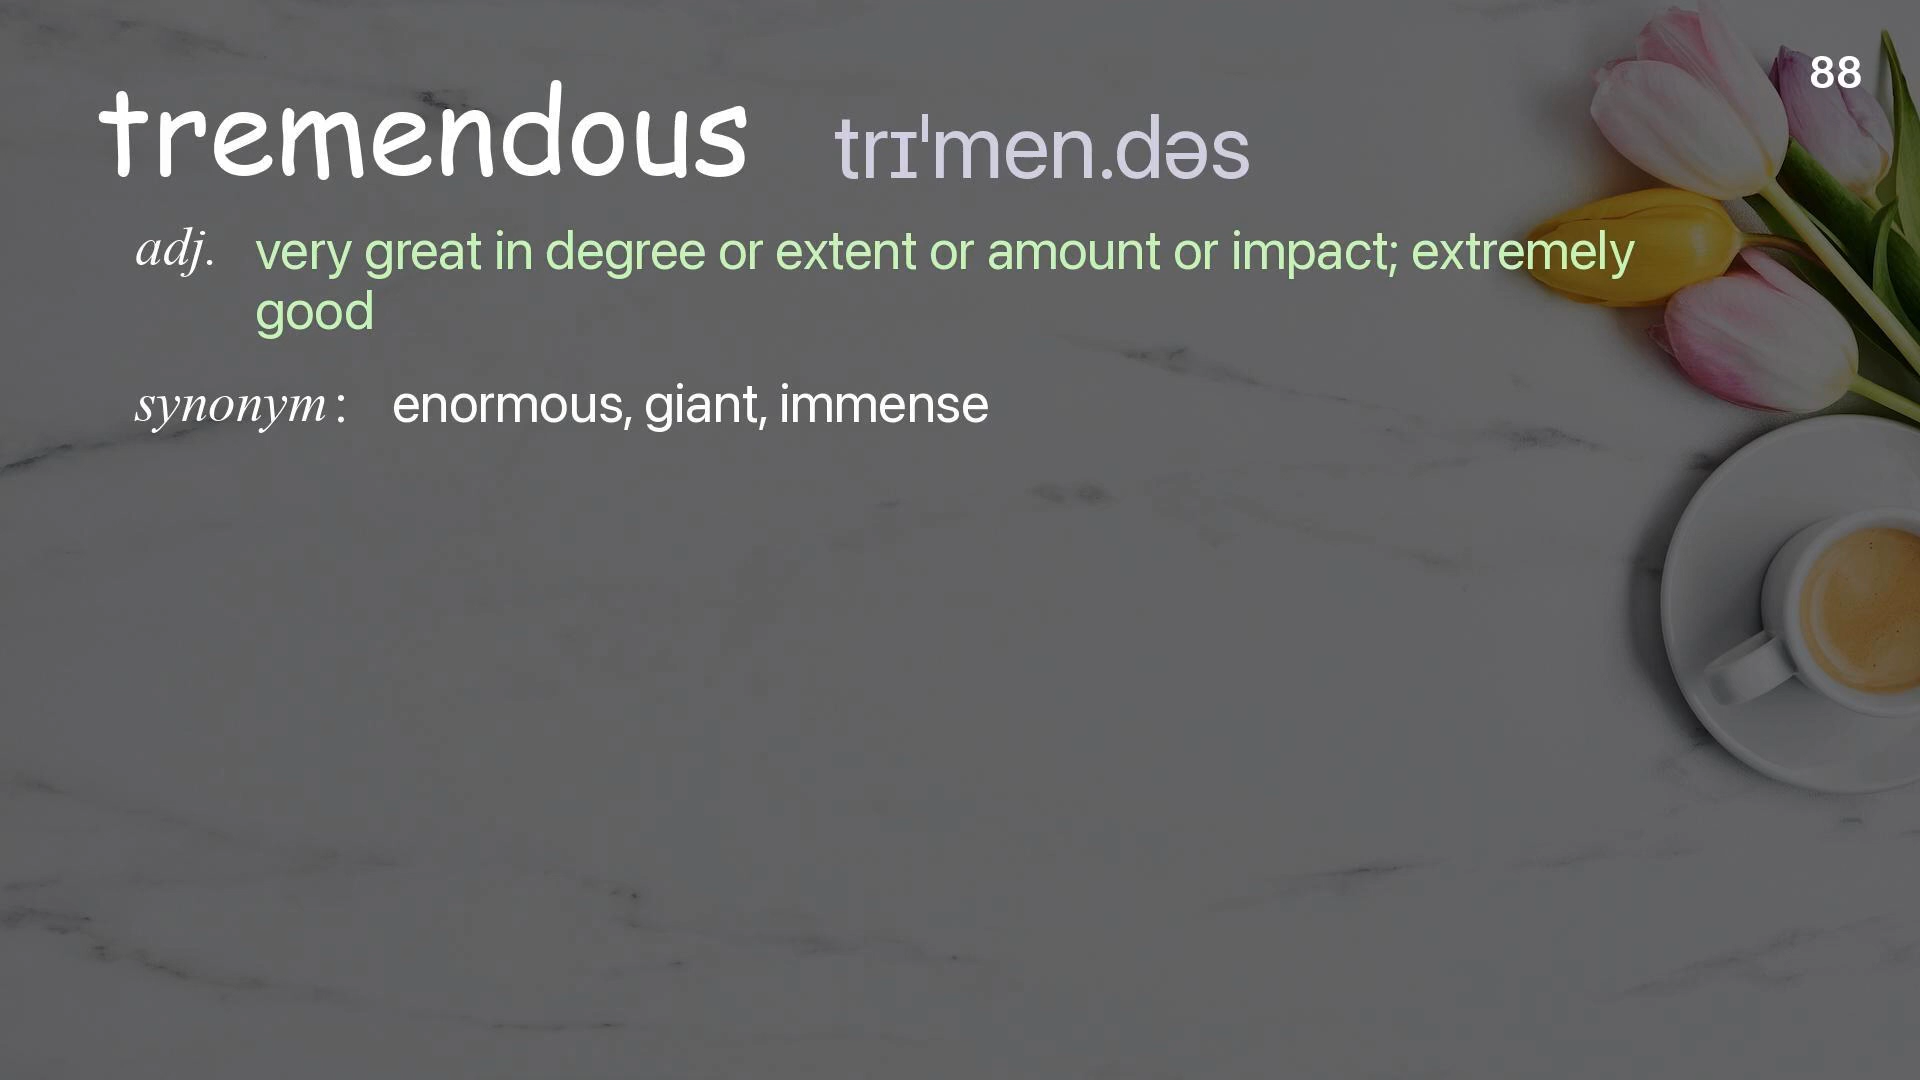 88
tremendous trɪˈmen.dəs
adj. very great in degree or extent or amount or impact; extremely
good
synonym : enormous, giant, immense